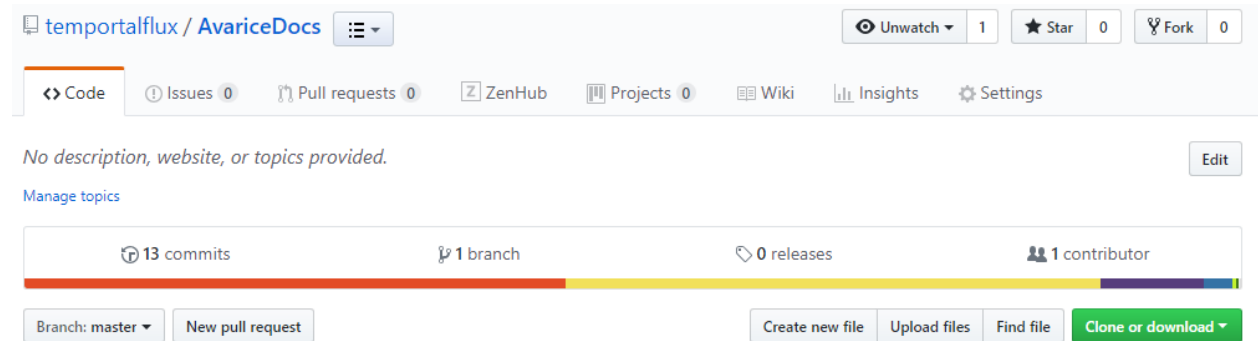 temportalflux / AvariceDocs Unwatch 1 Star 0 Fork 0
Code Issues 0 Pull requests 0 Z ZenHub Projects 0 Wiki Insights Settings
No description, website, or topics provided. Edit
Manage topics
13 commits 1 branch 0 releases 1 contributor
Branch: master New pull request Create new file Upload files Find file Clone or download